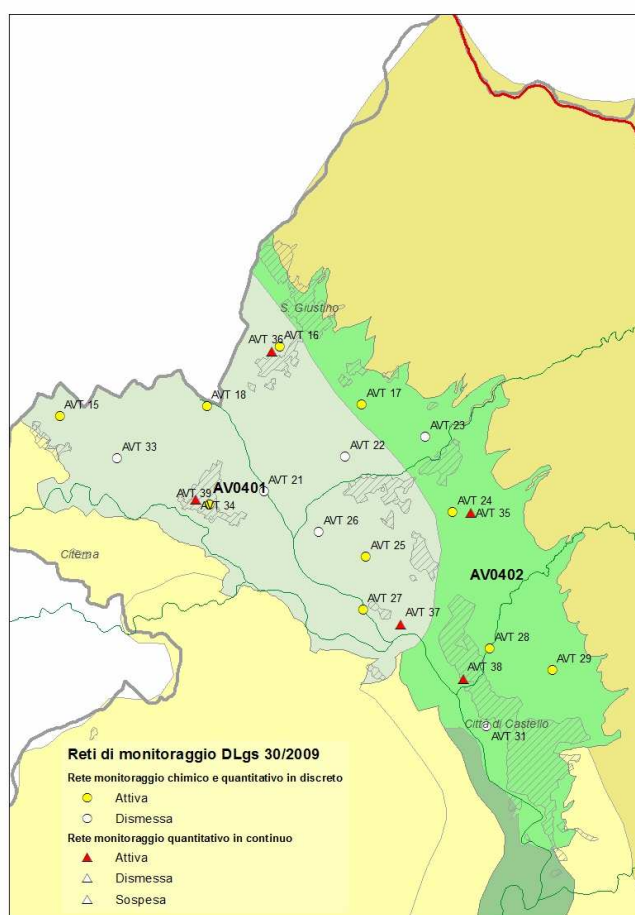 S. Giustino
AVT 36
AVT 16
AVT 18
AVT 15
AVT 17
AVT 23
AVT 33
AVT 22
AVT 21
AVT 39
AV0401
AVT 34
AVT 24
AVT 35
AVT 26
AVT 25
Citerna
AV0402
AVT 27
AVT 37
AVT 28
AVT 29
AVT 38
Città di Castello
AVT 31
Reti di monitoraggio DLgs 30/2009
Rete monitoraggio chimico e quantitativo in discreto
Attiva
Dismessa
Rete monitoraggio quantitativo in continuo
Attiva
Dismessa
Sospesa